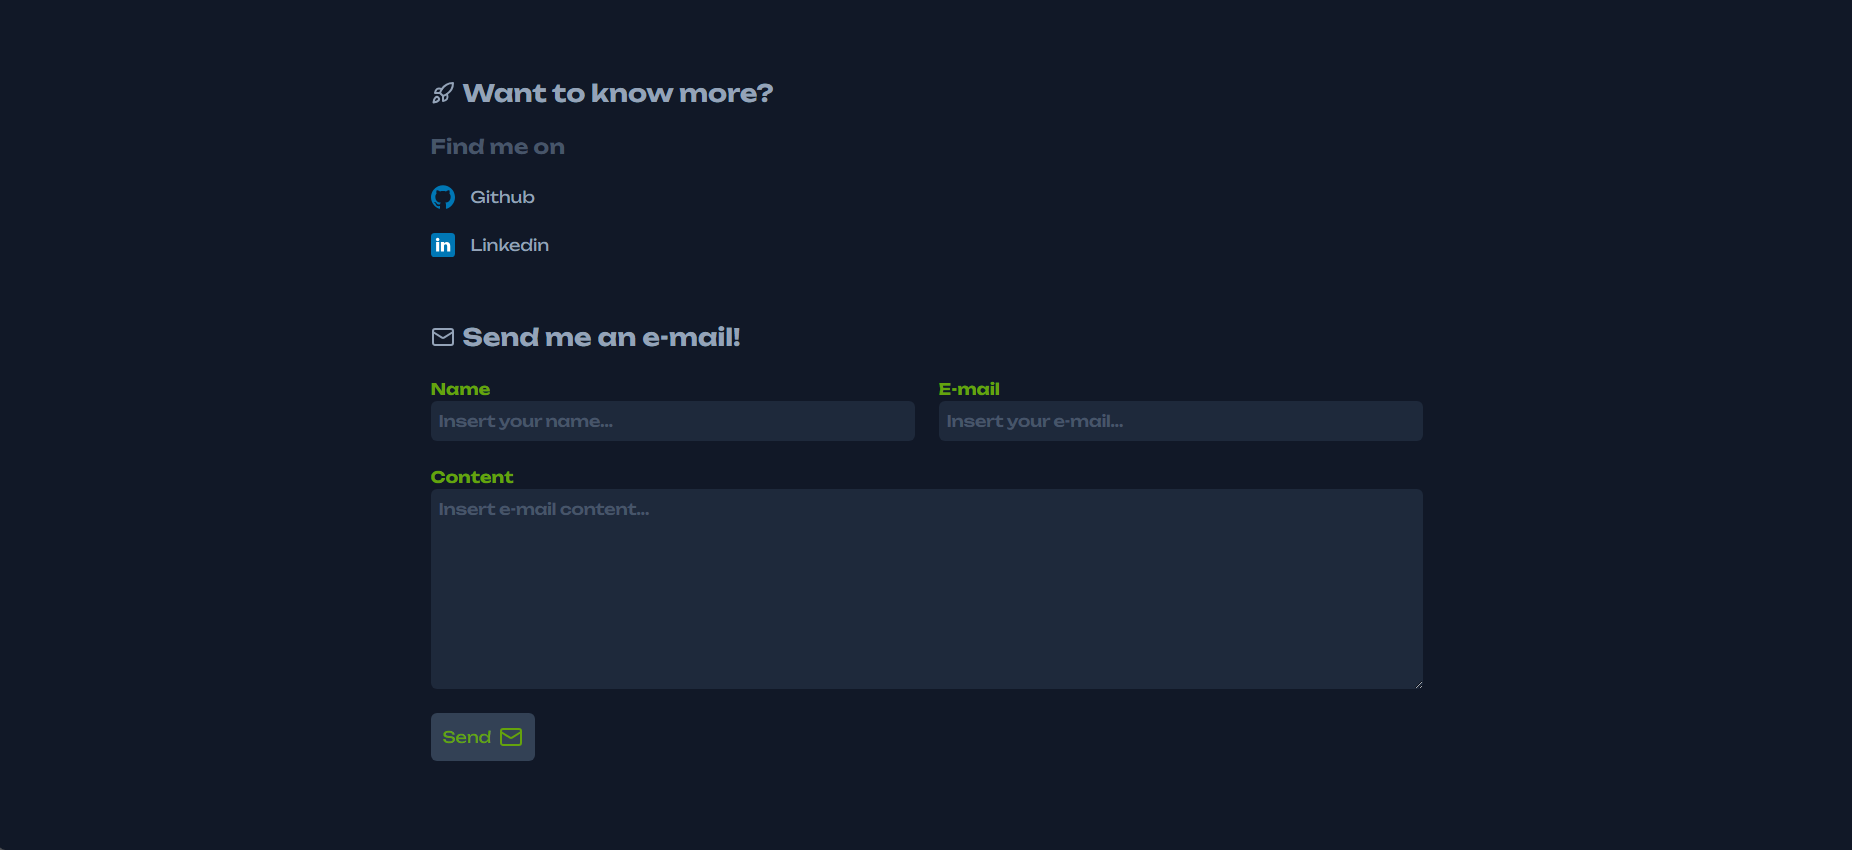 Want to know more?
Find me on
Github
in
Linkedin
Send me an e-mail!
Name
E-mail
Insert your name...
Insert your e-mail...
Content
Insert e-mail content...
Send